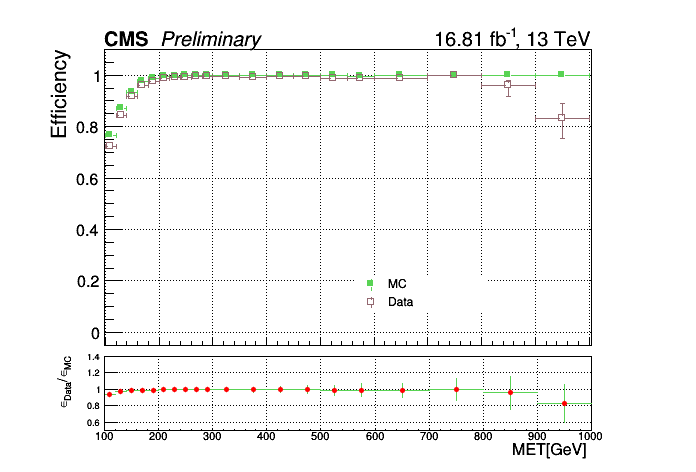 CMS Preliminary 16.81 fb-1, 13 TeV
Efficiency
1
0.8
0.6
0.4
0.2
0
MC
Data
εData/εMC
1.4
1.2
1
0.8
0.6
100 200 300 400 500 600 700 800 900 1000
MET[GeV]